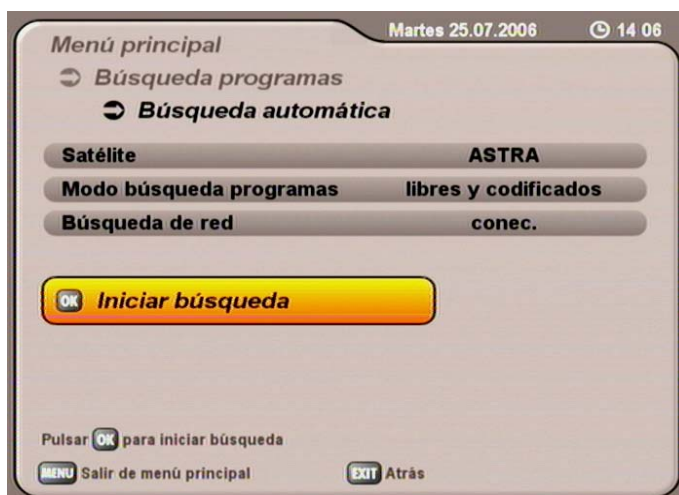 Martes 25.07.2006 14 06
Menú principal
Búsqueda programas
Búsqueda automática
Satélite ASTRA
Modo búsqueda programas libres y codificados
Búsqueda de red conec.
OK Iniciar búsqueda
Pulsar OK para iniciar búsqueda
MENU Salir de menú principal EXIT Atrás